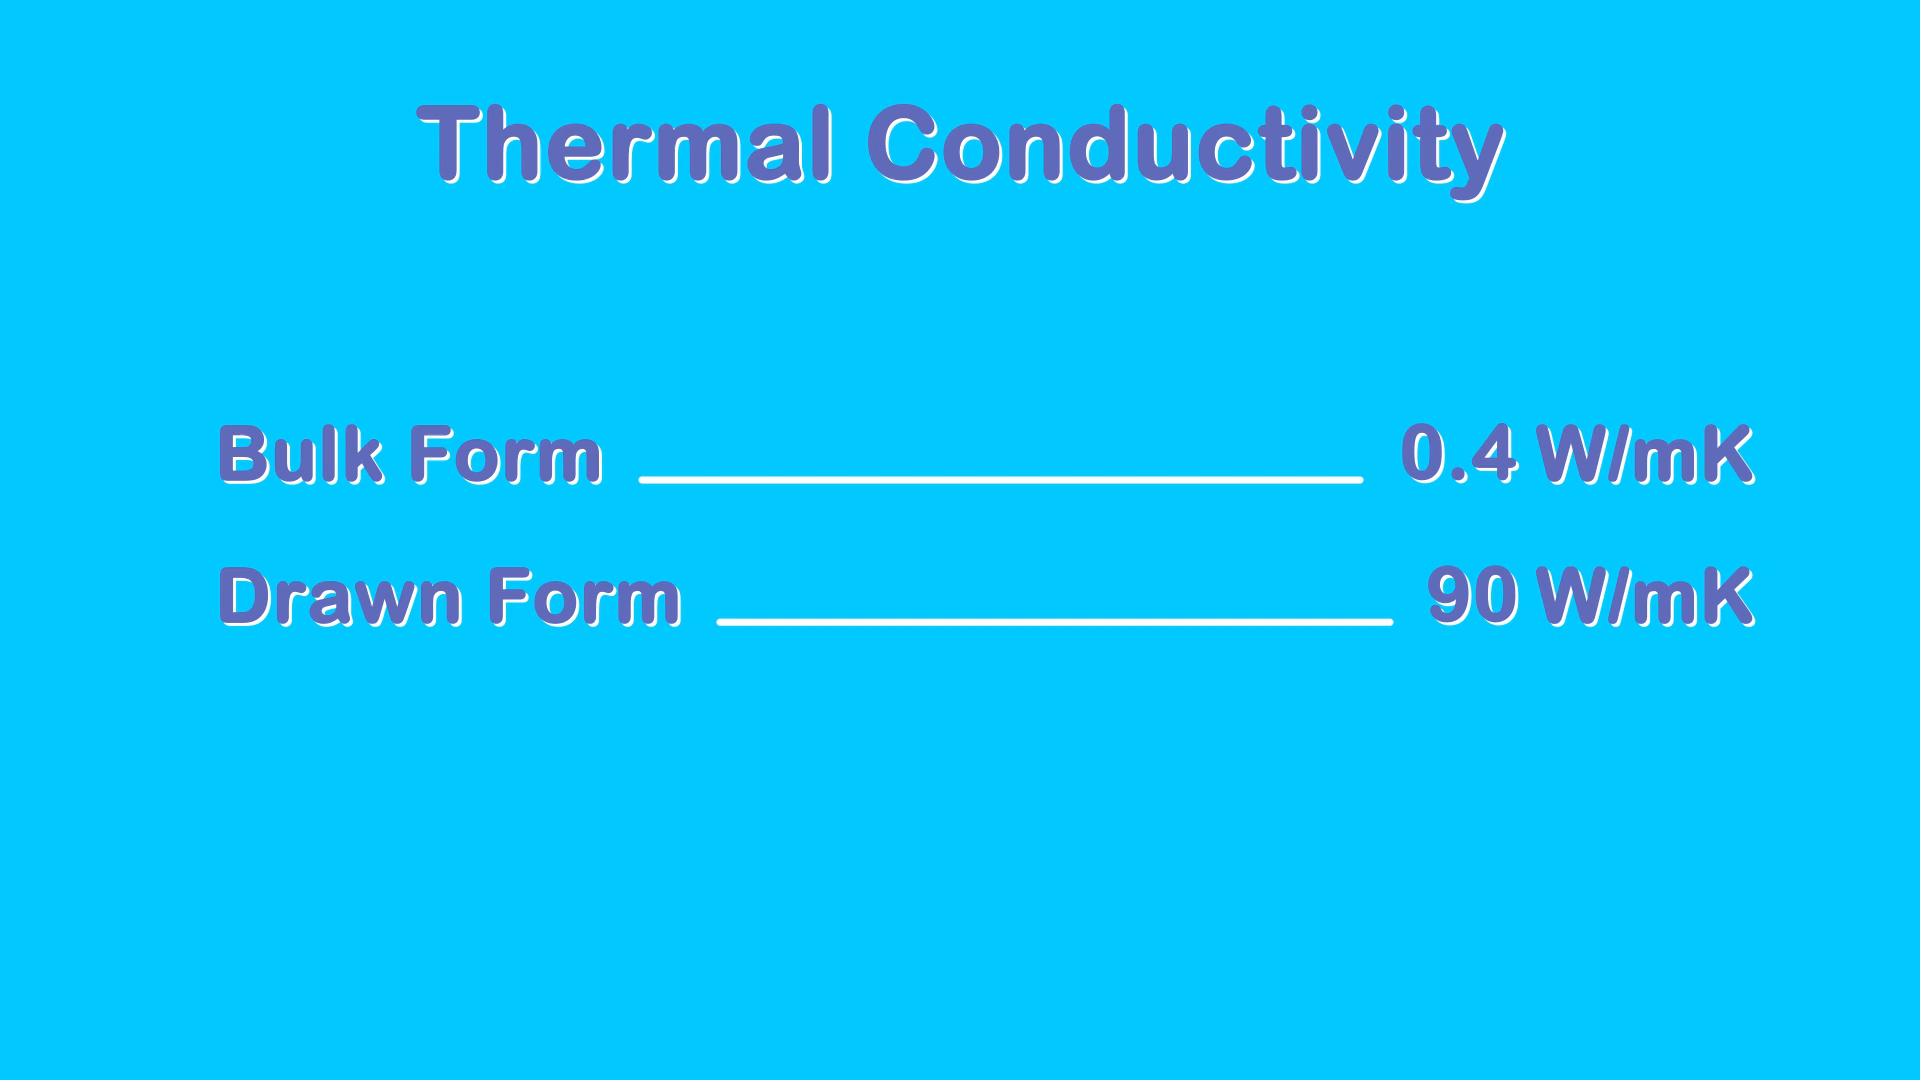 Thermal Conductivity
Bulk Form 0.4 W/mK
Drawn Form 90 W/mK